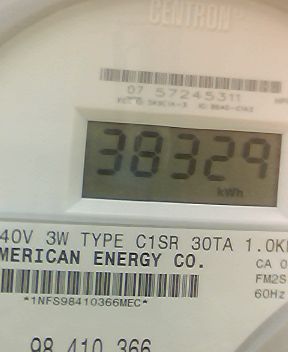 CENTRON
07 57245311
38329
kWh
40V 3W TYPE C1SR 30TA 1.0K
MERICAN ENERGY CO.
CA 0
FM2S
*1NFS98410366MEC*
60Hz
98 410 366